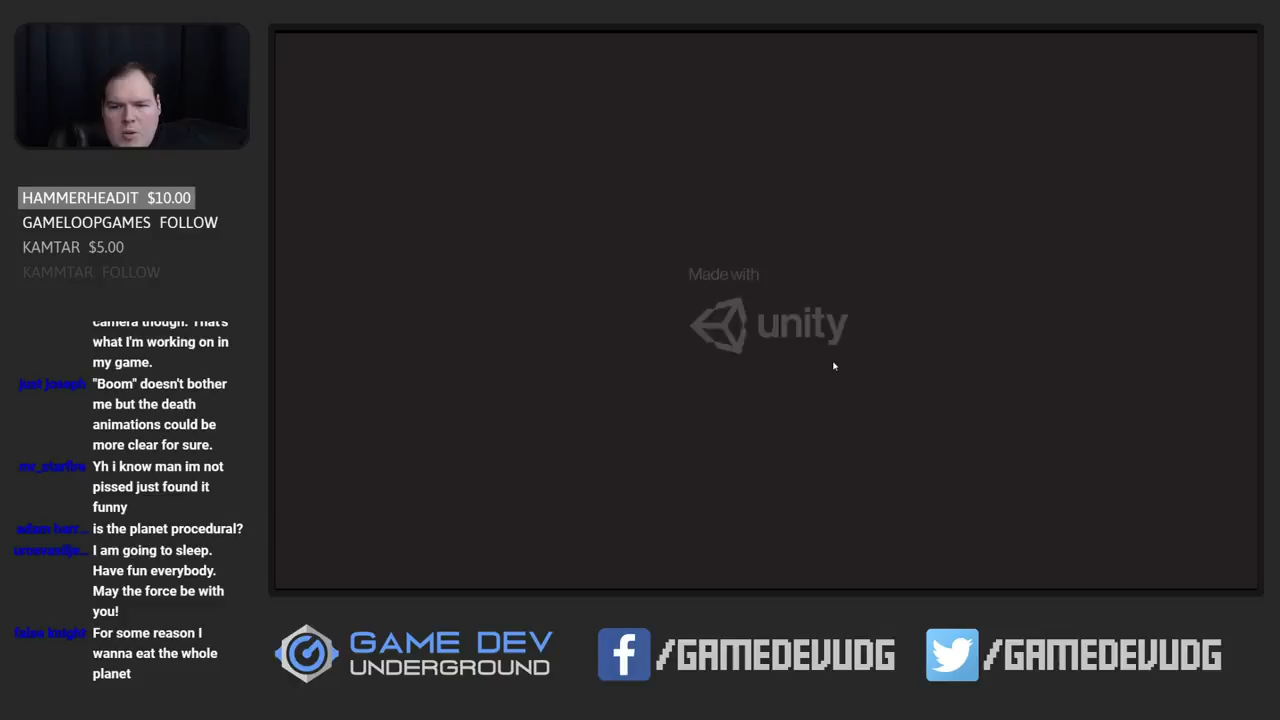 HAMMERHEADIT $10.00
GAMELOOPGAMES FOLLOW
KAMTAR $5.00
KAMMTAR FOLLOW
camera though. That's
what I'm working on in
my game.
just joseph "Boom" doesn't bother
me but the death
animations could be
more clear for sure.
Yh i know man im not
pissed just found it
funny
is the planet procedural?
I am going to sleep.
Have fun everybody.
May the force be with
you!
For some reason I
wanna eat the whole
planet
Made with
unity
GAME DEV
UNDERGROUND
f /GAMEDEVUDG
/GAMEDEVUDG